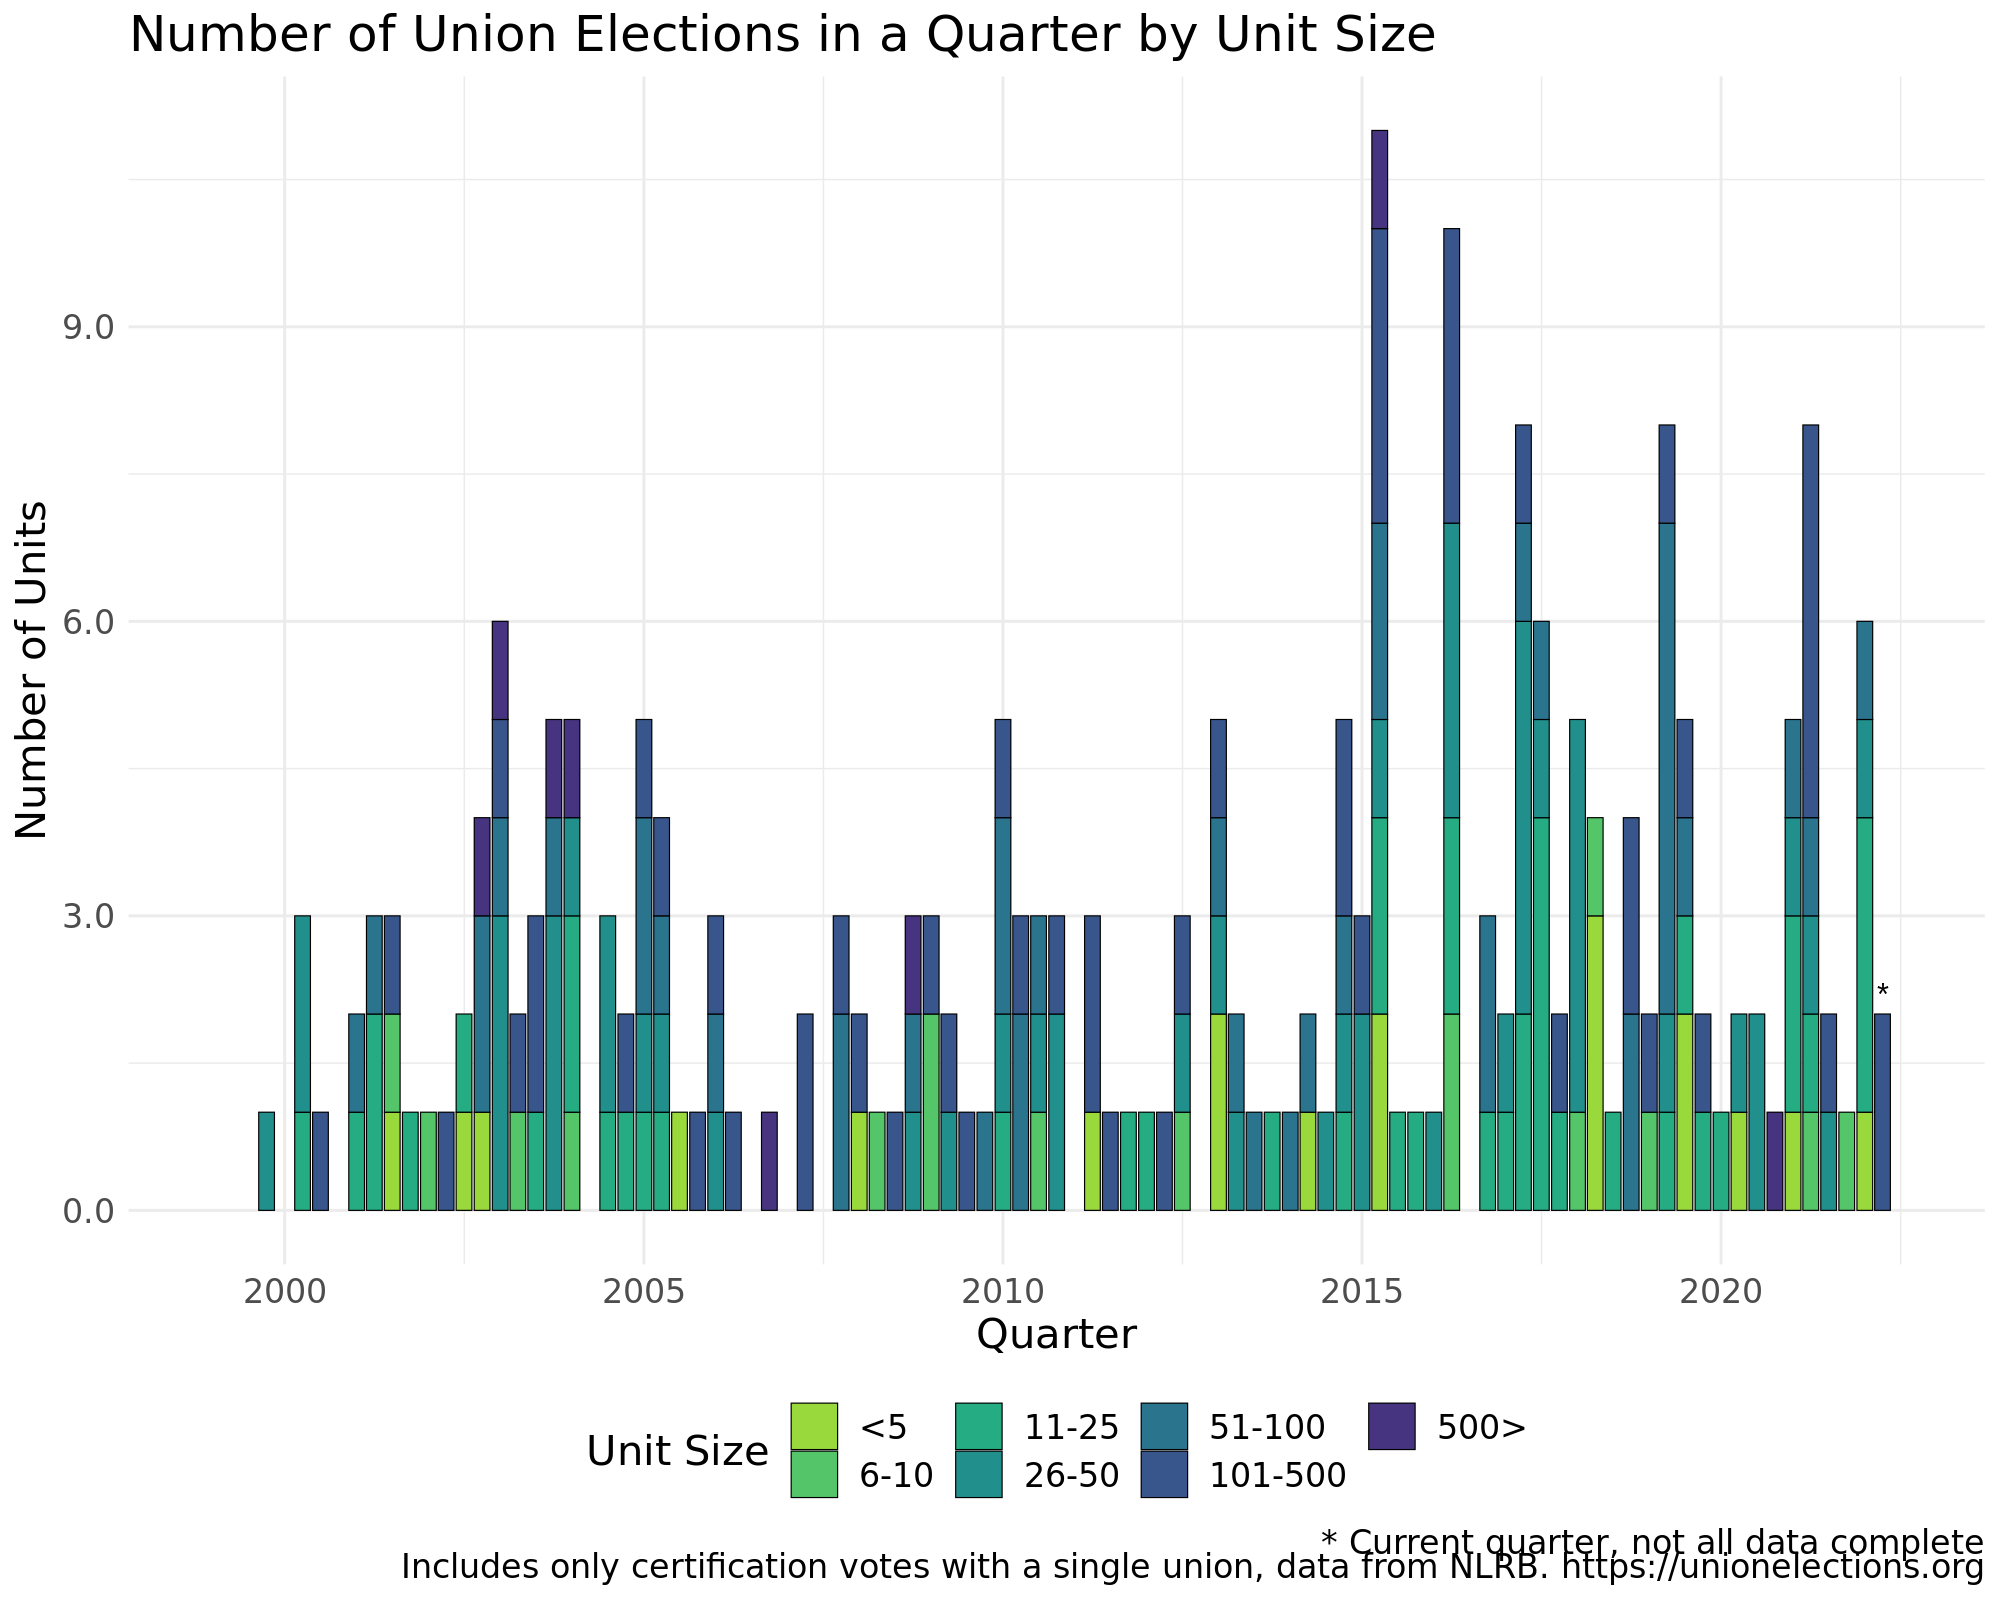 Number of Union Elections in a Quarter by Unit Size
Number of Units
9.0
6.0
3.0
0.0
*
2000 2005 2010 2015 2020
Quarter
Unit Size
<5 11-25 51-100 500>
6-10 26-50 101-500
* Current quarter, not all data complete
Includes only certification votes with a single union, data from NLRB. https://unionelections.org